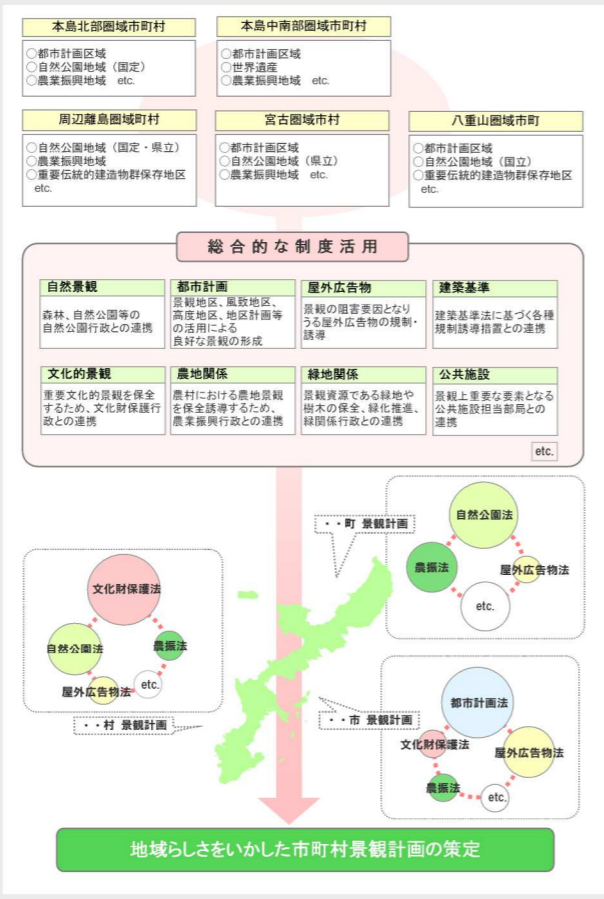 本島北部圏域市町村
○都市計画区域
○自然公園地域（国定）
○農業振興地域　etc.
本島中南部圏域市町村
○都市計画区域
○世界遺産
○農業振興地域　etc.
周辺離島圏域町村
○自然公園地域（国定・県立）
○農業振興地域
○重要伝統的建造物群保存地区
etc.
宮古圏域市村
○都市計画区域
○自然公園地域（県立）
○農業振興地域　etc.
八重山圏域市町
○都市計画区域
○自然公園地域（国立）
○重要伝統的建造物群保存地区
etc.
総合的な制度活用
自然景観
森林、自然公園等の
自然公園行政との連携
都市計画
景観地区、風致地区、
高度地区、地区計画等
の活用による
良好な景観の形成
屋外広告物
景観の阻害要因となり
うる屋外広告物の規制・
誘導
建築基準
建築基準法に基づく各種
規制誘導措置との連携
文化的景観
重要文化的景観を保全
するため、文化財保護行
政との連携
農地関係
農村における農地景観
を保全誘導するため、
農業振興行政との連携
緑地関係
景観資源である緑地や
樹木の保全、緑化推進、
緑関係行政との連携
公共施設
景観上重要な要素となる
公共施設担当部局との
連携
etc.
・・町 景観計画
自然公園法
農振法
屋外広告物法
etc.
文化財保護法
自然公園法
農振法
屋外広告物法
etc.
・・村 景観計画
・・市 景観計画
都市計画法
文化財保護法
屋外広告物法
農振法
etc.
地域らしさをいかした市町村景観計画の策定